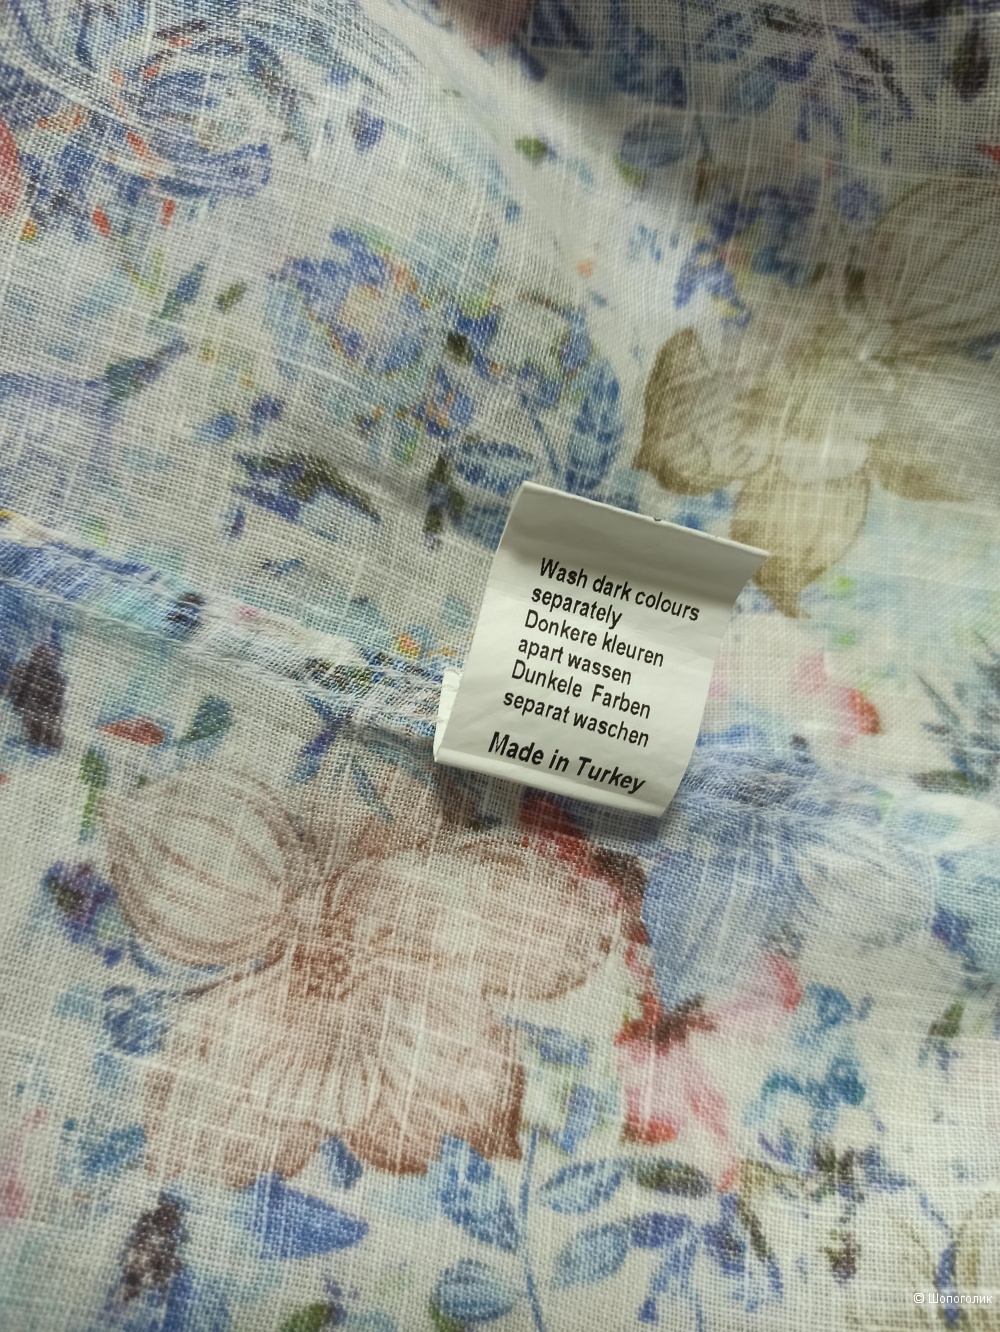 Wash dark colours
separately
Donkere kleuren
apart wassen
Dunkele Farben
separat waschen
Made in Turkey
© Шопоголик